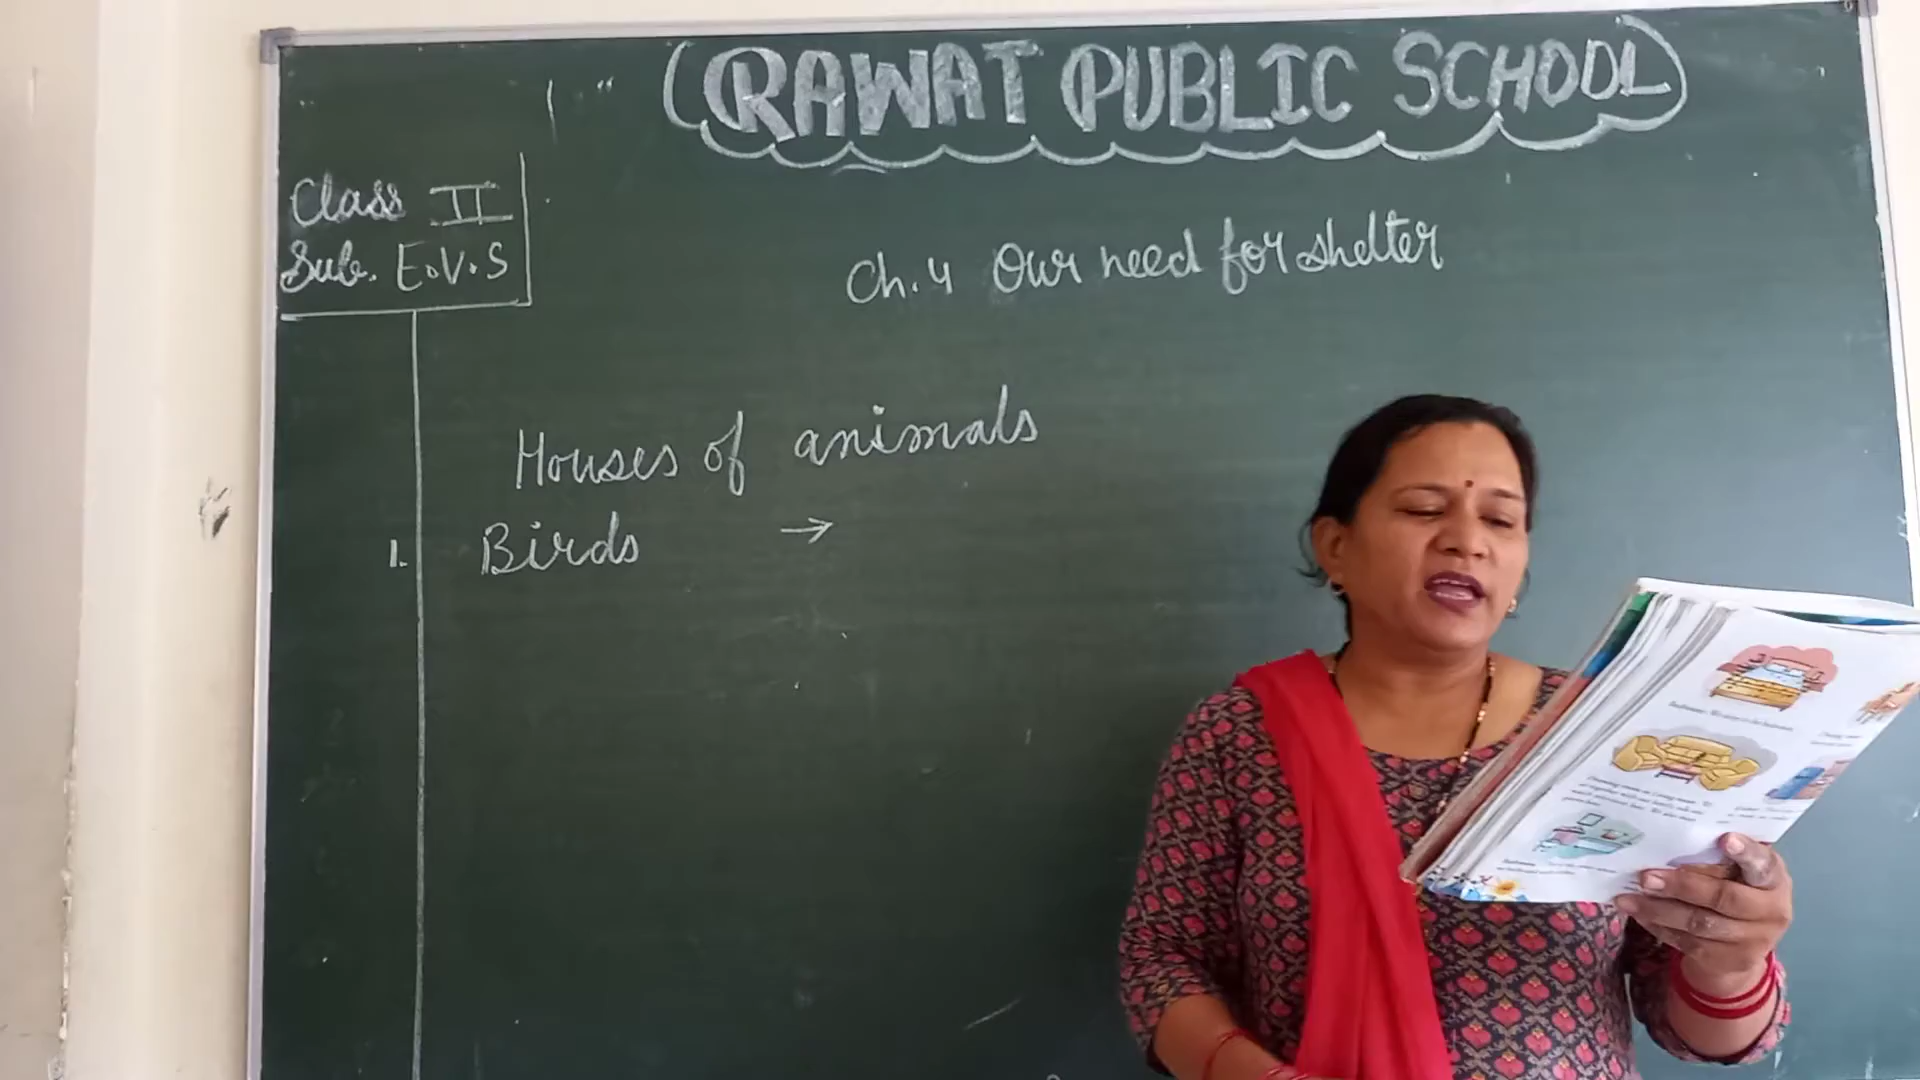 RAWAT PUBLIC SCHOOL
Class II
Sub. E.V.S
Ch. 4 Our need for shelter
Houses of animals
1. Birds →